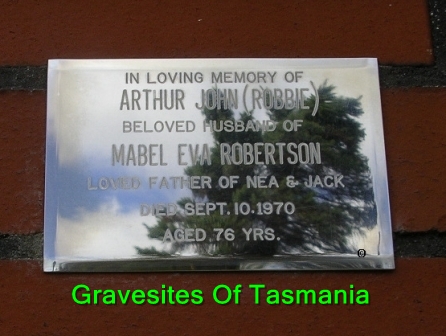 IN LOVING MEMORY OF
ARTHUR JOHN (ROBBIE)
BELOVED HUSBAND OF
MABEL EVA ROBERTSON
LOVED FATHER OF NEA & JACK
DIED SEPT. 10. 1970
AGED 76 YRS.
Gravesites Of Tasmania